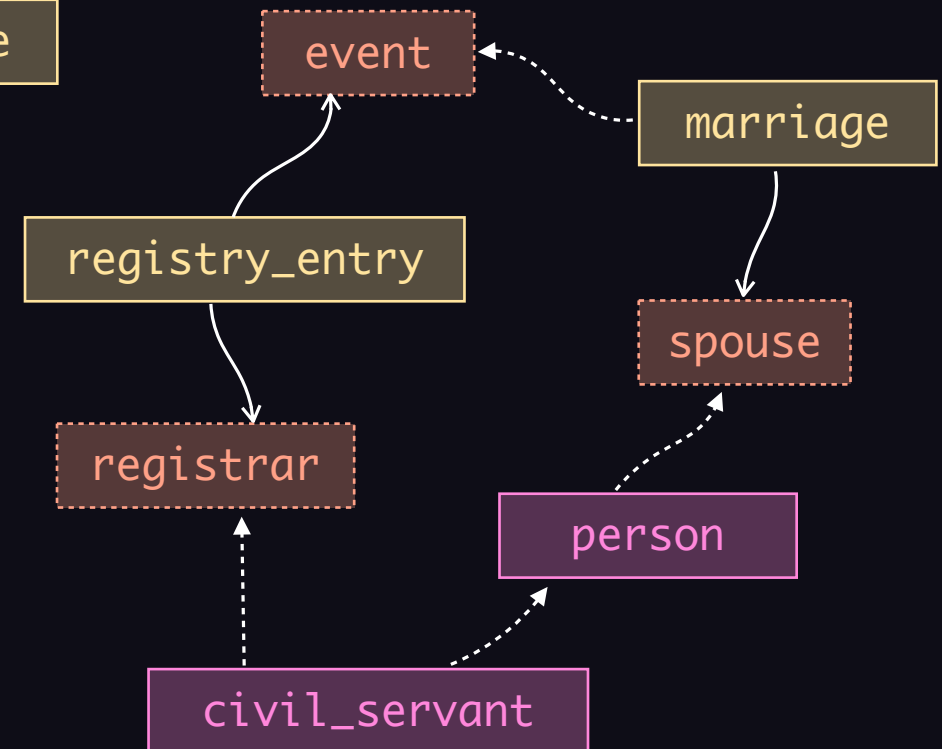 event
marriage
registry_entry
spouse
registrar
person
civil_servant